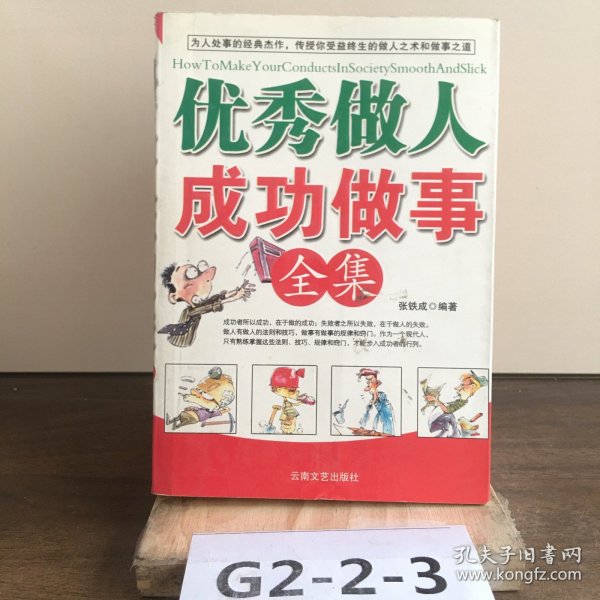 为人处事的经典杰作，传授你受益终生的做人之术和做事之道
HowToMakeYourConductsInSocietySmoothAndSlick
优秀做人
成功做事
全集
张铁成◎编著
成功者所以成功，在于做的成功；失败者之所以失败，在于做人的失败。
做人有做人的法则和技巧、做事有做事的规律和窍门。作为一个现代人，
只有熟练掌握这些法则、技巧、规律和窍门，才能步入成功者的行列。
云南文艺出版社
G2-2-3
孔夫子旧书网
www.kongfz.com